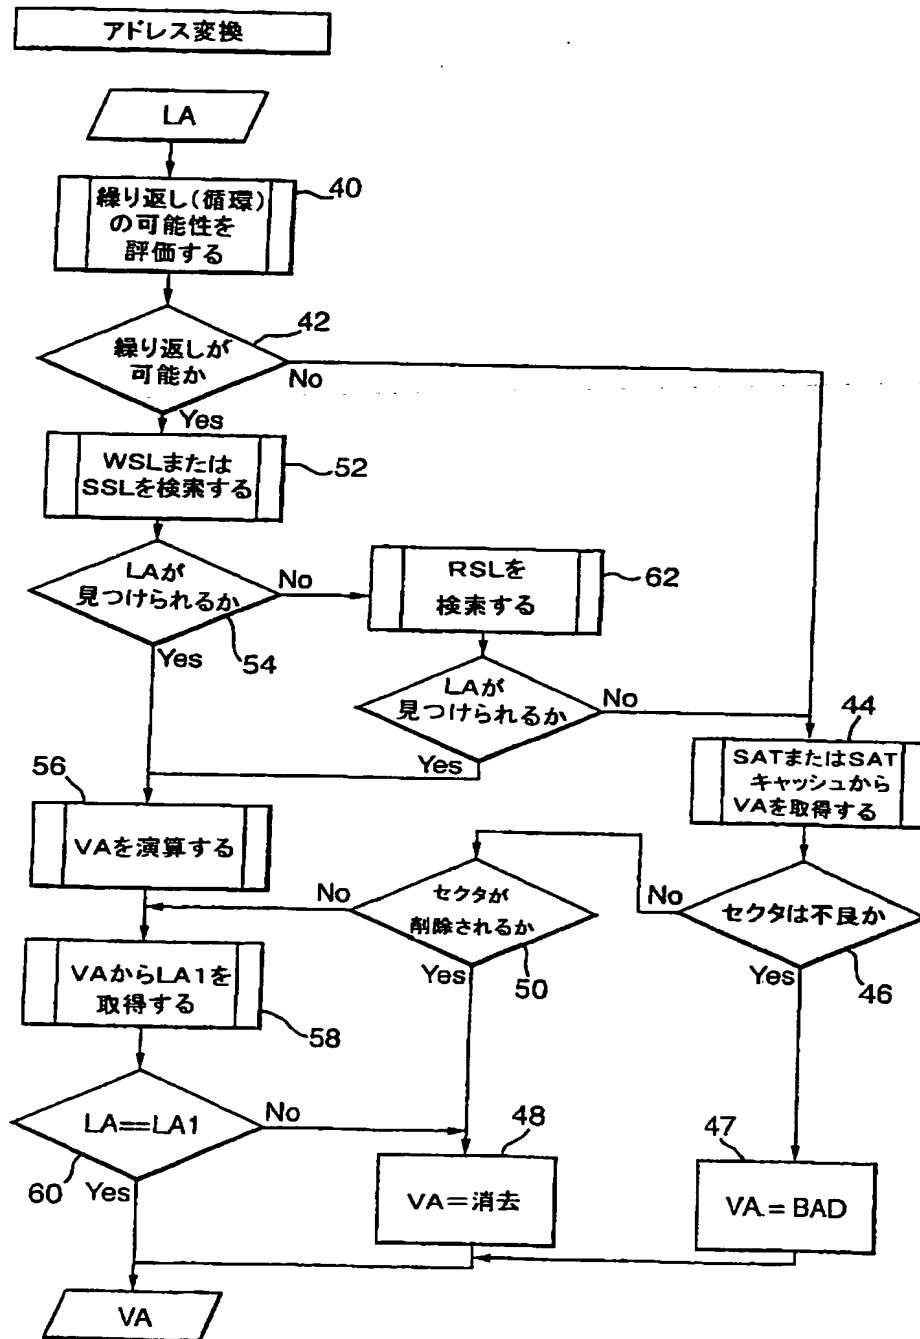 アドレス変換
LA
繰り返し(循環)
の可能性を
評価する
40
繰り返しが
可能か
42
No
Yes
WSLまたは
SSLを検索する
52
LAが
見つけられるか
54
No
Yes
RSLを
検索する
62
LAが
見つけられるか
No
Yes
44
SATまたはSAT
キャッシュから
VAを取得する
56
VAを演算する
セクタが
削除されるか
No
Yes
50
セクタは不良か
No
Yes
46
VAからLA1を
取得する
58
LA==LA1
No
60
Yes
48
VA=消去
47
VA.=BAD
VA